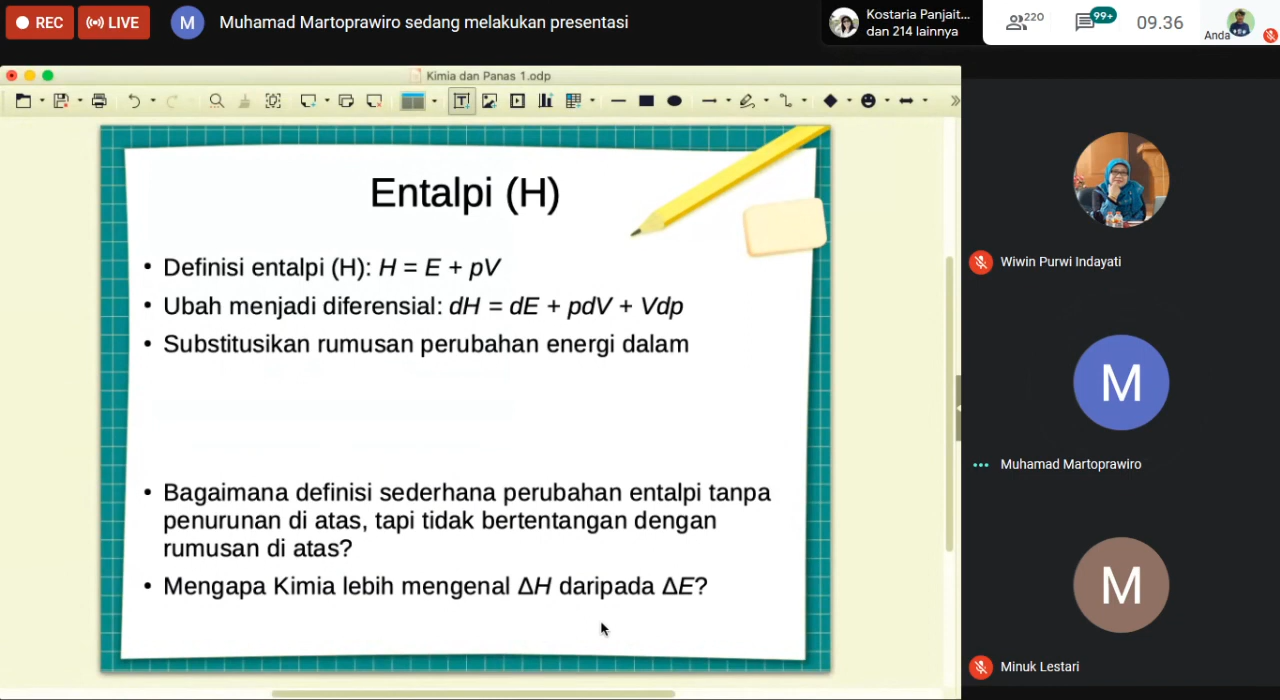 REC
LIVE
M
Muhamad Martoprawiro sedang melakukan presentasi
Kostaria Panjait...
dan 214 lainnya
220
99+
09.36
Anda
Kimia dan Panas 1.odp
Entalpi (H)
• Definisi entalpi (H): H = E + pV
• Ubah menjadi diferensial: dH = dE + pdV + Vdp
• Substitusikan rumusan perubahan energi dalam
• Bagaimana definisi sederhana perubahan entalpi tanpa
penurunan di atas, tapi tidak bertentangan dengan
rumusan di atas?
• Mengapa Kimia lebih mengenal ΔH daripada ΔE?
Wiwin Purwi Indayati
M
Muhamad Martoprawiro
M
Minuk Lestari